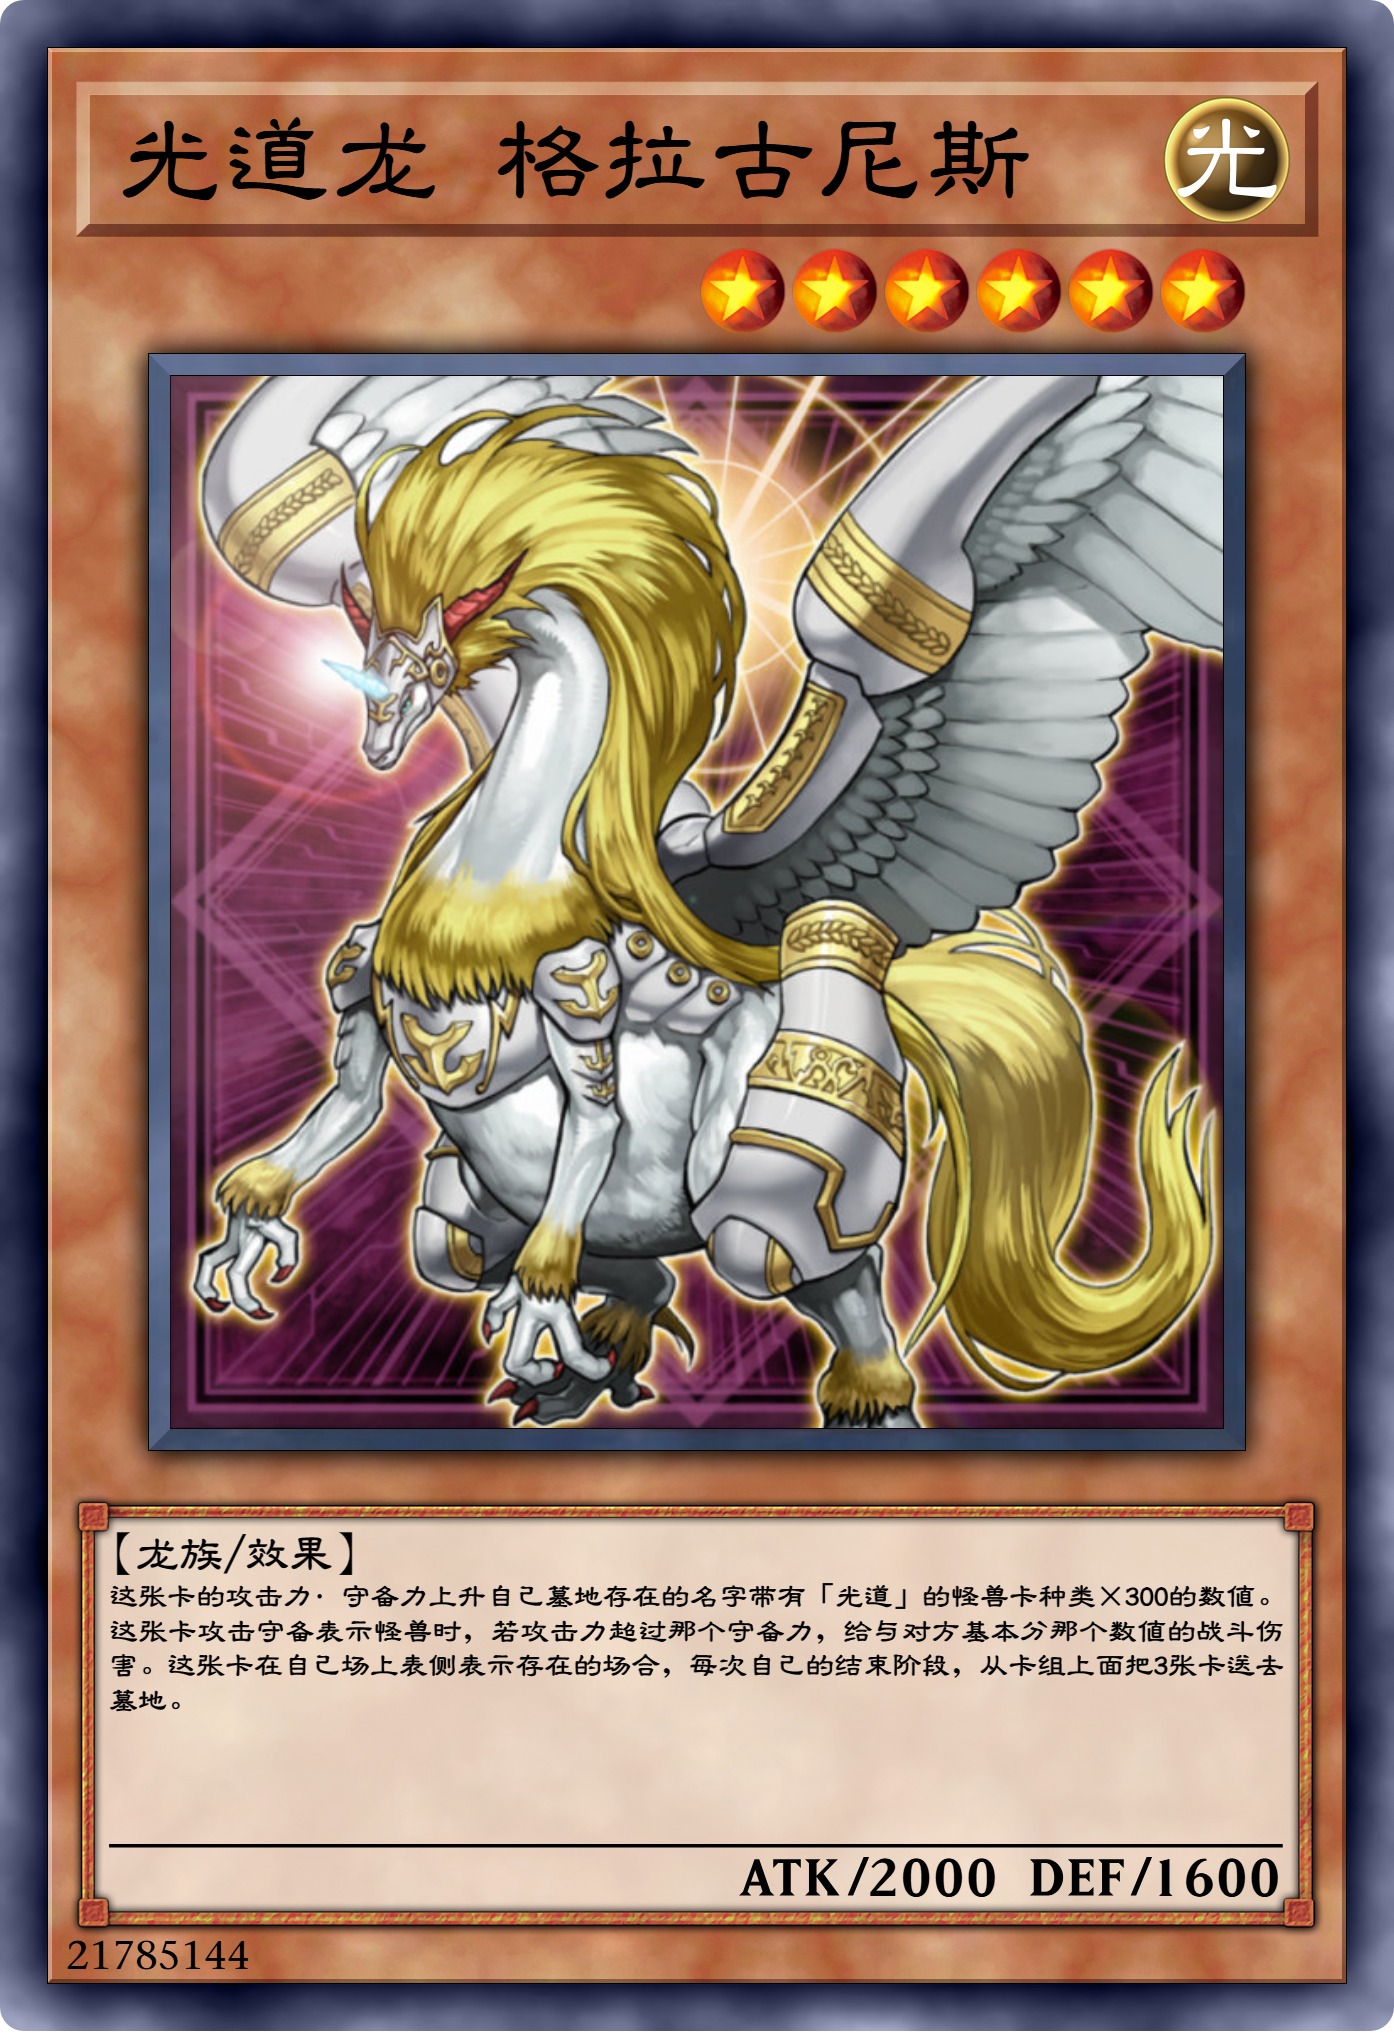 光道龙 格拉古尼斯
光
【龙族/效果】
这张卡的攻击力·守备力上升自己墓地存在的名字带有「光道」的怪兽卡种类×300的数值。
这张卡攻击守备表示怪兽时，若攻击力超过那个守备力，给与对方基本分那个数值的战斗伤
害。这张卡在自己场上表侧表示存在的场合，每次自己的结束阶段，从卡组上面把3张卡送去
墓地。
ATK/2000 DEF/1600
21785144